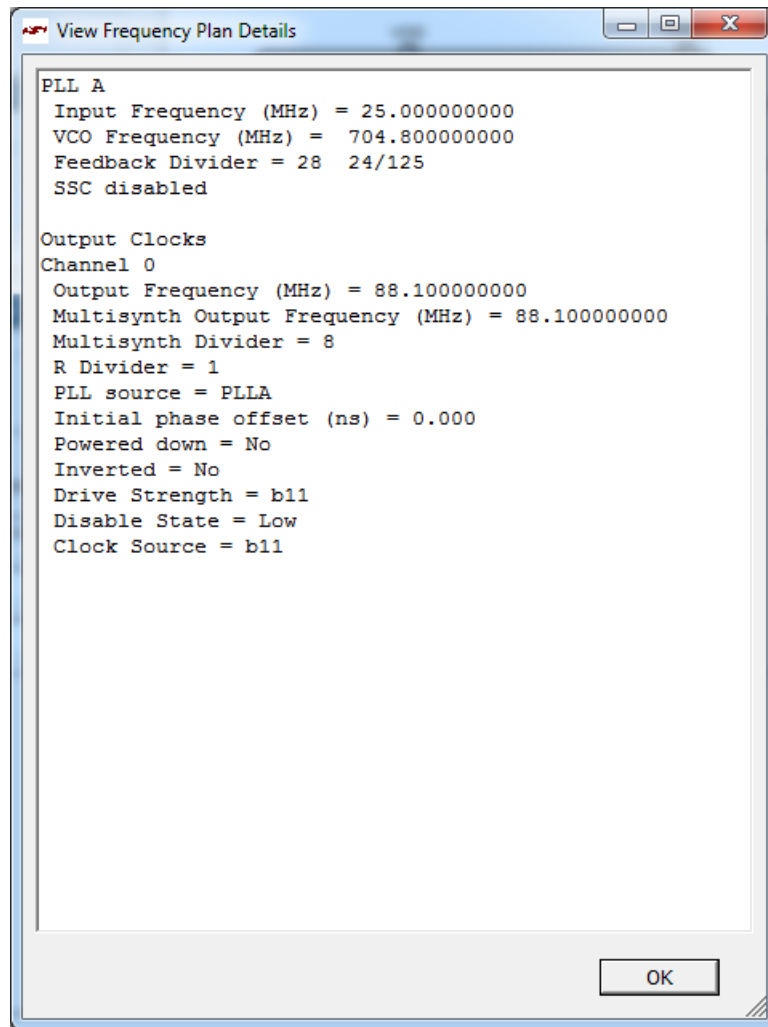 View Frequency Plan Details
PLL A
Input Frequency (MHz) = 25.000000000
VCO Frequency (MHz) =  704.800000000
Feedback Divider = 28  24/125
SSC disabled
Output Clocks
Channel 0
Output Frequency (MHz) = 88.100000000
Multisynth Output Frequency (MHz) = 88.100000000
Multisynth Divider = 8
R Divider = 1
PLL source = PLLA
Initial phase offset (ns) = 0.000
Powered down = No
Inverted = No
Drive Strength = b11
Disable State = Low
Clock Source = b11
OK